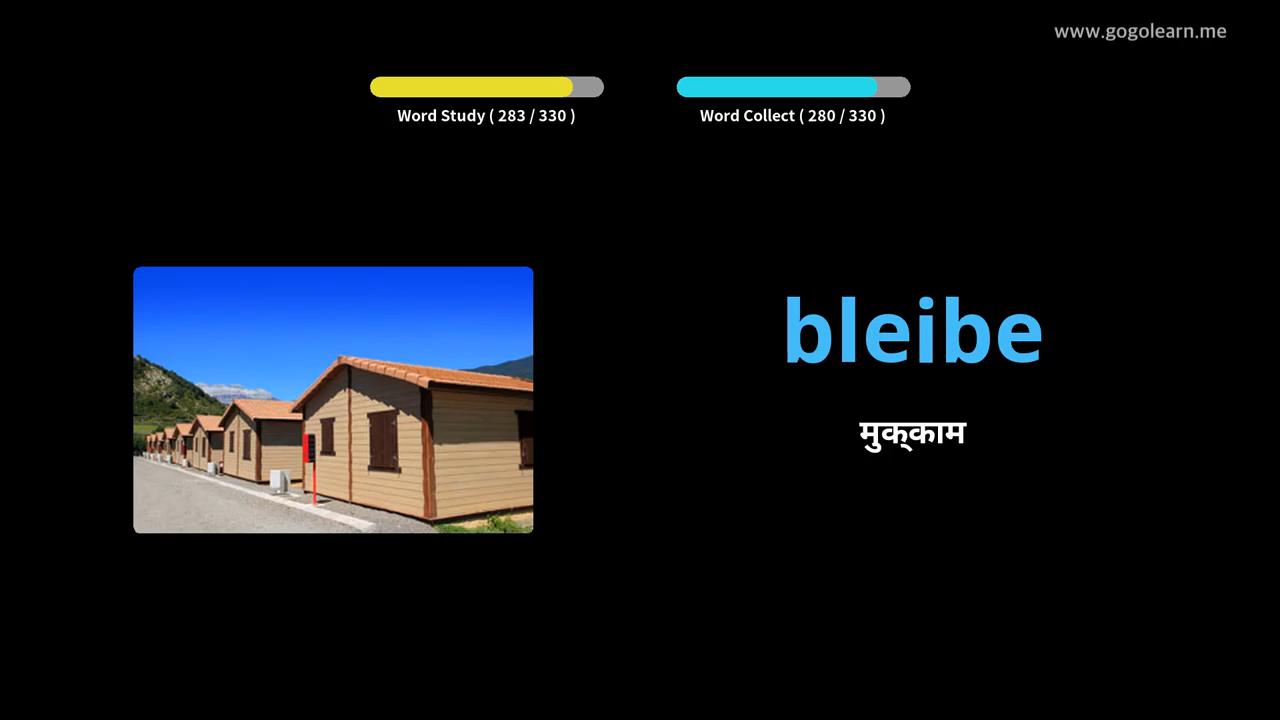 www.gogolearn.me
Word Study ( 283 / 330 )
Word Collect ( 280 / 330 )
bleibe
मुक्काम